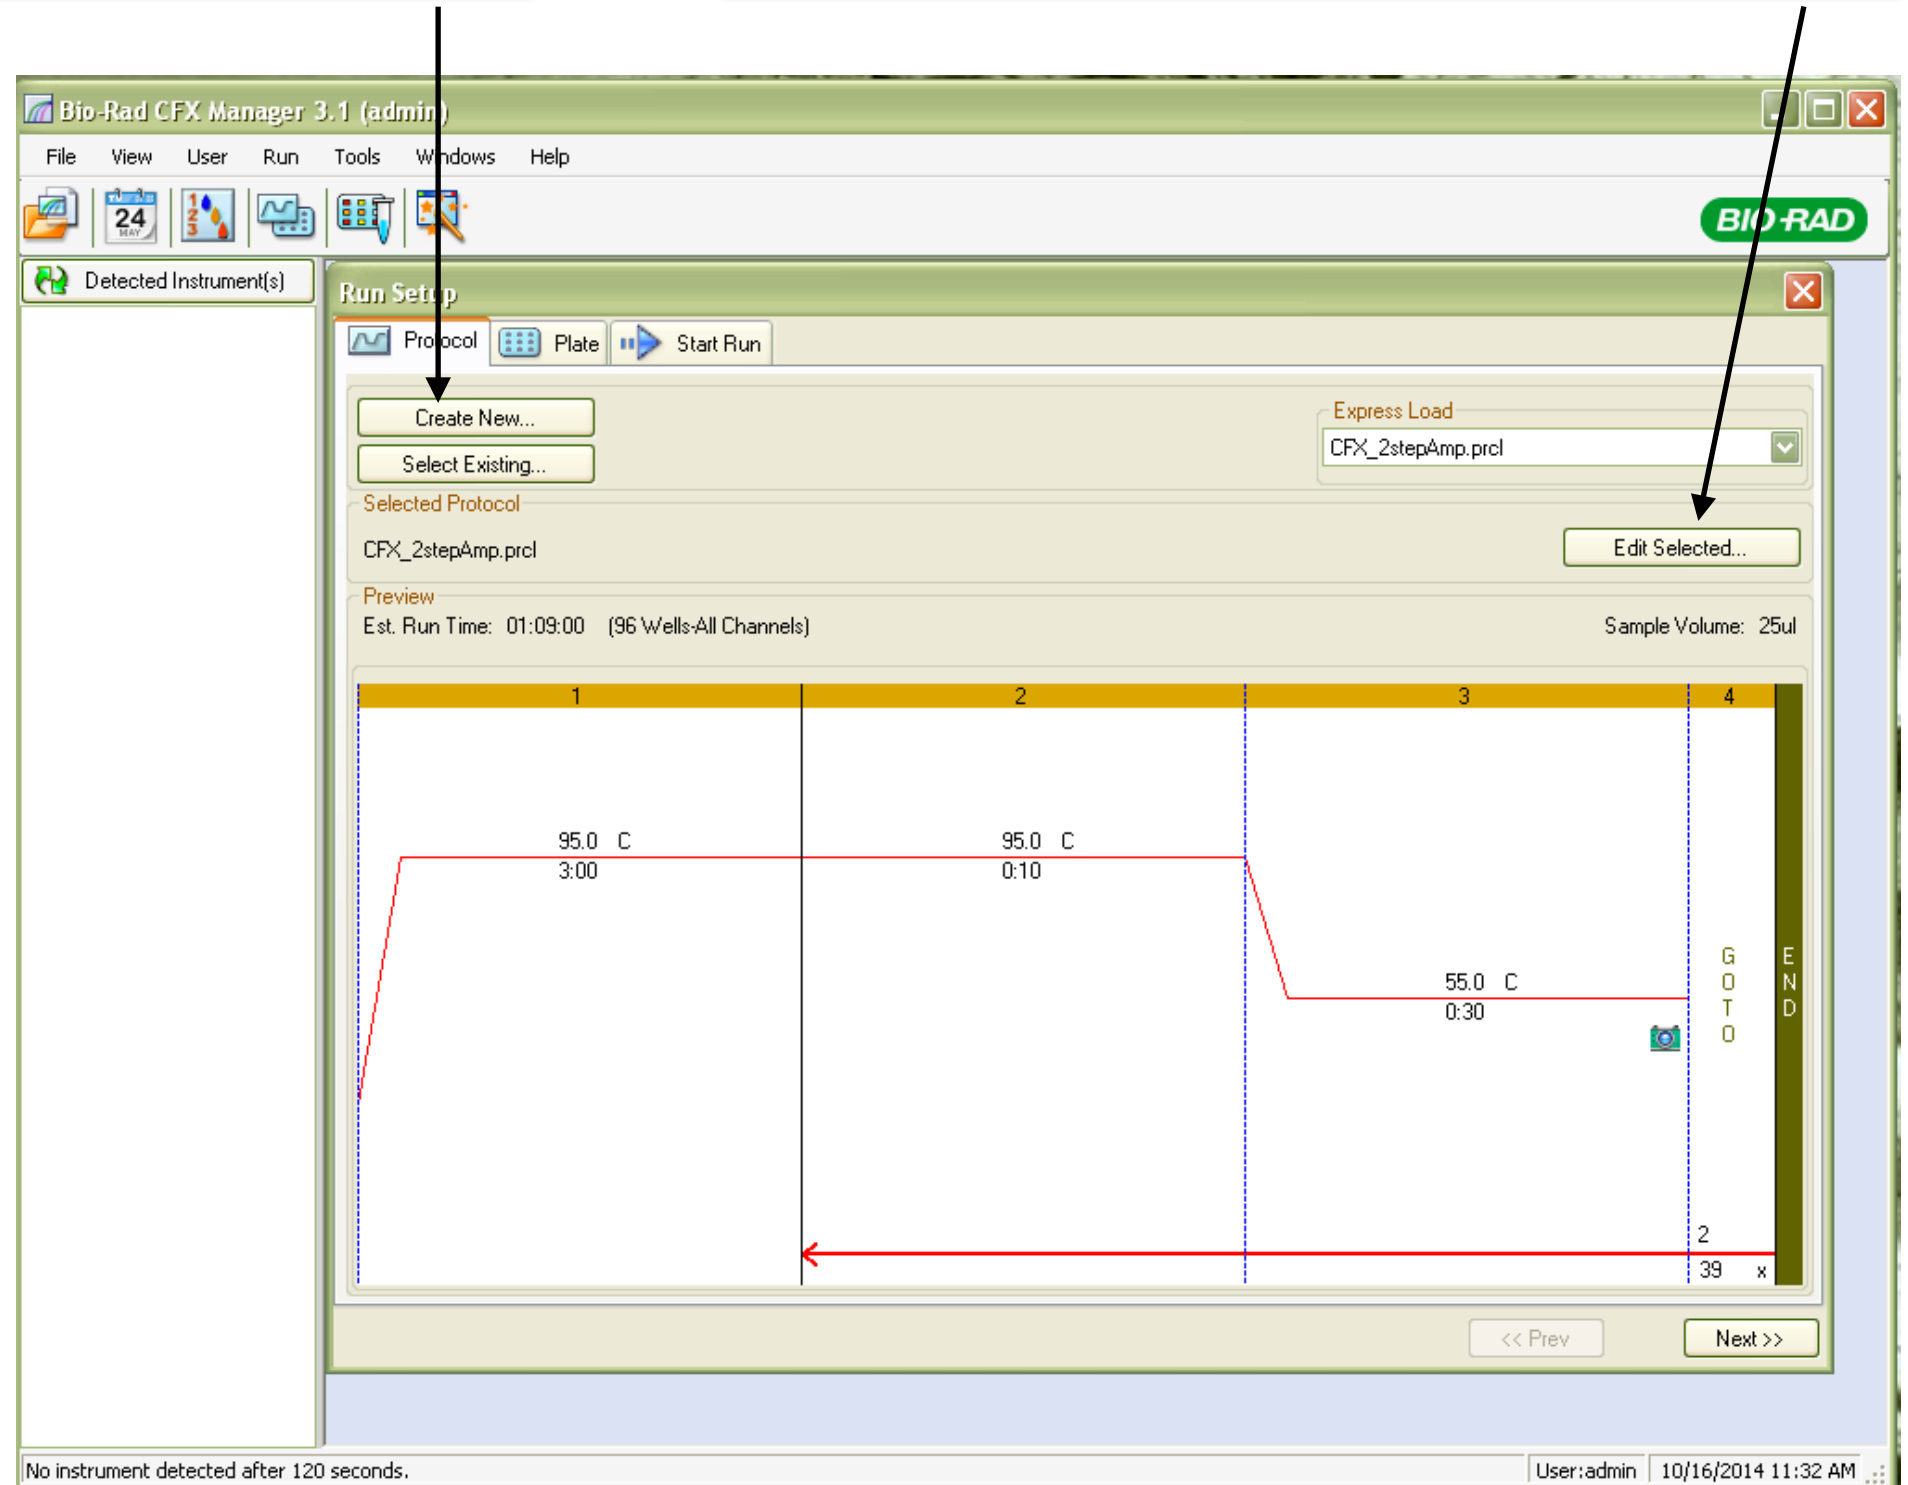 Bio-Rad CFX Manager 3.1 (admin)
File View User Run Tools Windows Help
24
MAY
1
2
3
BIO-RAD
Detected Instrument(s)
Run Setup
Protocol Plate Start Run
Create New...
Select Existing...
Express Load
CFX_2stepAmp.prcl
Selected Protocol
CFX_2stepAmp.prcl
Edit Selected...
Preview
Est. Run Time: 01:09:00 (96 Wells-All Channels)
Sample Volume: 25ul
1 2 3 4
95.0 C
3:00
95.0 C
0:10
55.0 C
0:30
GOTO
END
2
39 x
<< Prev
Next >>
No instrument detected after 120 seconds.
User:admin
10/16/2014 11:32 AM